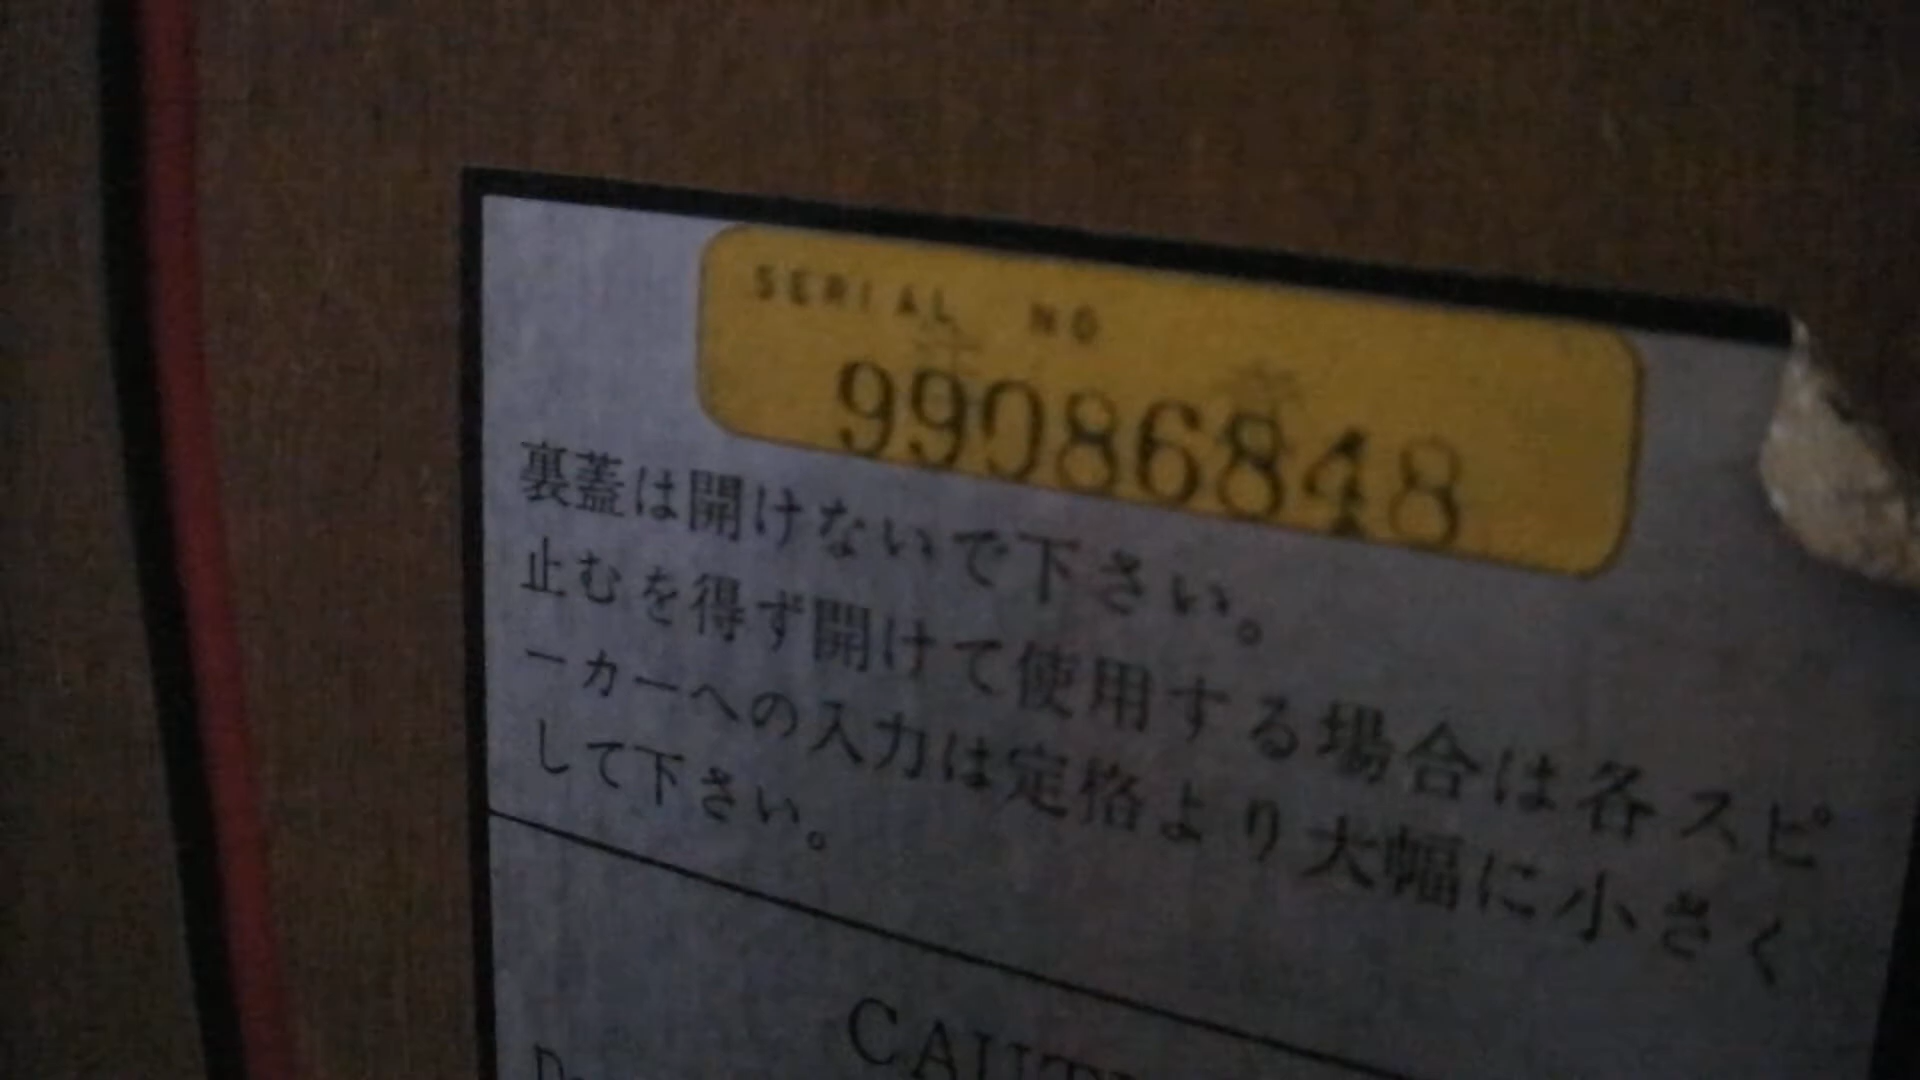 SERIAL NO
99086848
裏蓋は開けないで下さい。
止むを得ず開けて使用する場合は各スピ
ーカーへの入力は定格より大幅に小さく
して下さい。